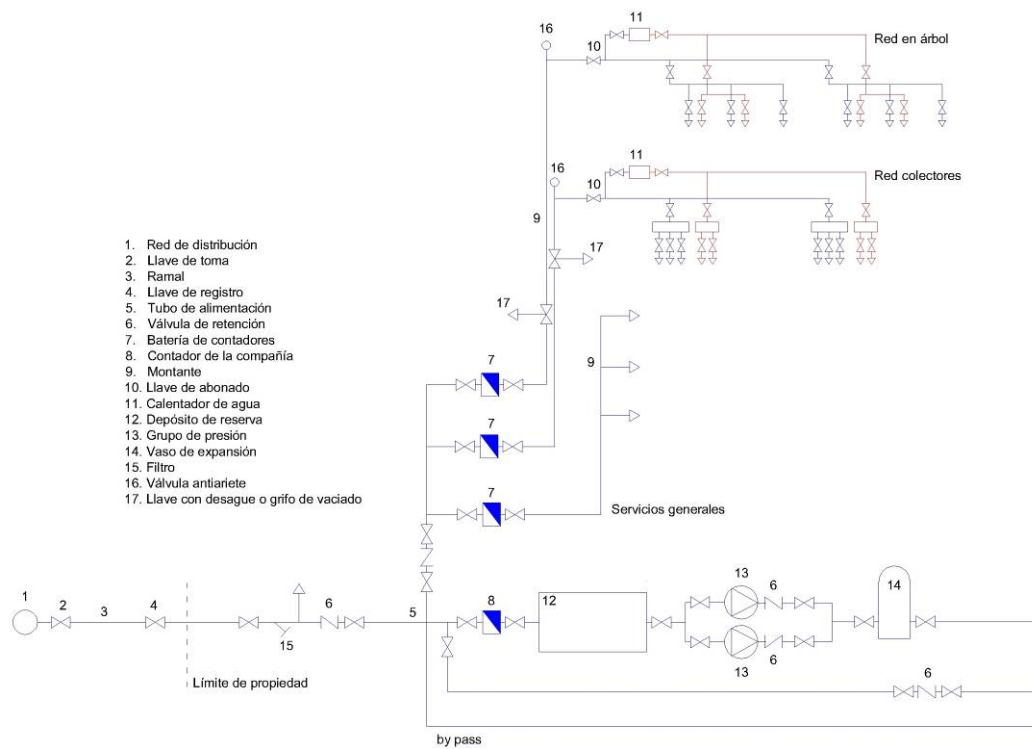 16
11
10
Red en árbol
16
11
10
Red colectores
9
17
1. Red de distribución
2. Llave de toma
3. Ramal
4. Llave de registro
5. Tubo de alimentación
6. Válvula de retención
7. Batería de contadores
8. Contador de la compañía
9. Montante
10. Llave de abonado
11. Calentador de agua
12. Depósito de reserva
13. Grupo de presión
14. Vaso de expansión
15. Filtro
16. Válvula antiariete
17. Llave con desague o grifo de vaciado
17
7
9
7
7
Servicios generales
1
2
3
4
15
6
5
8
12
13
6
13
6
14
Límite de propiedad
6
by pass